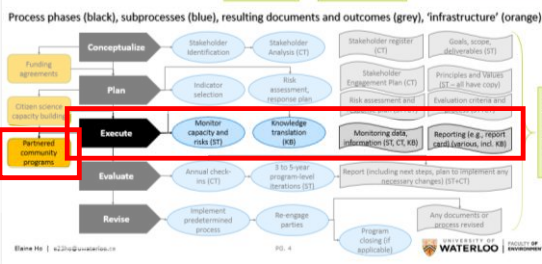 Process phases (black), subprocesses (blue), resulting documents and outcomes (grey), 'infrastructure' (orange)
Conceptualize
Stakeholder
Identification
Stakeholder
Analysis (CT)
Stakeholder register
(CT)
Goals, scope,
deliverables (ST)
Funding
agreements
Plan
Indicator
selection
Risk
assessment,
response plan
Stakeholder
Engagement Plan (CT)
Principles and Values
(ST – all have copy)
Citizen science
capacity building
Risk assessment and
Evaluation criteria and
Execute
Monitor
capacity and
risks (ST)
Knowledge
translation
(KB)
Monitoring data,
information (ST, CT, KB)
Reporting (e.g., report
card) (various, incl. KB)
Partnered
community
programs
Evaluate
Annual check-
ins (CT)
3 to 5-year
program-level
iterations (ST)
Report (including next steps, plan to implement any
necessary changes) (ST+CT)
Revise
Implement
predetermined
process
Re-engage
parties
Program
closing (if
applicable)
Any documents or
process revised
Elaine Ho | e23ho@uwaterloo.ca
PG. 4
UNIVERSITY OF
WATERLOO
FACULTY OF
ENVIRONMEN